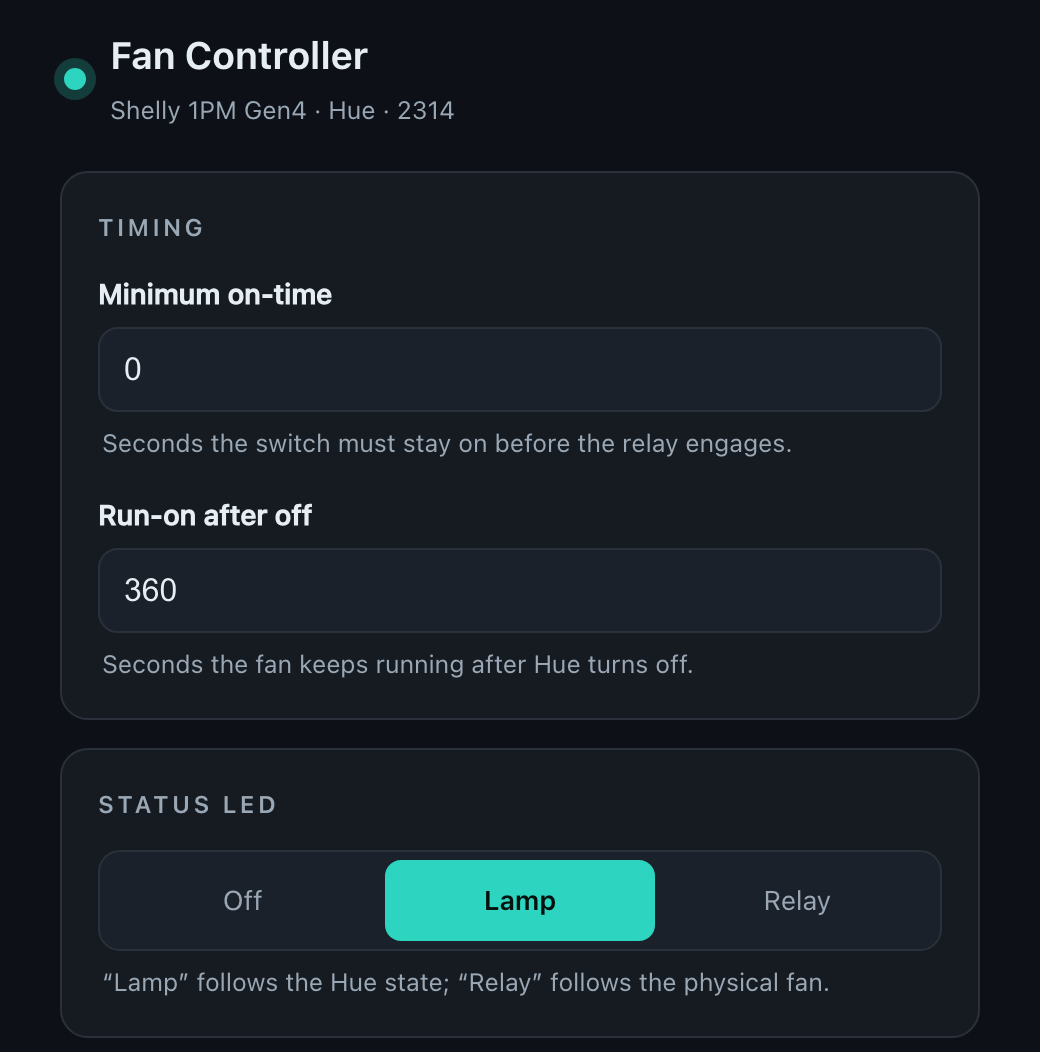 Fan Controller
Shelly 1PM Gen4 · Hue · 2314
TIMING
Minimum on-time
0
Seconds the switch must stay on before the relay engages.
Run-on after off
360
Seconds the fan keeps running after Hue turns off.
STATUS LED
Off Lamp Relay
“Lamp” follows the Hue state; “Relay” follows the physical fan.